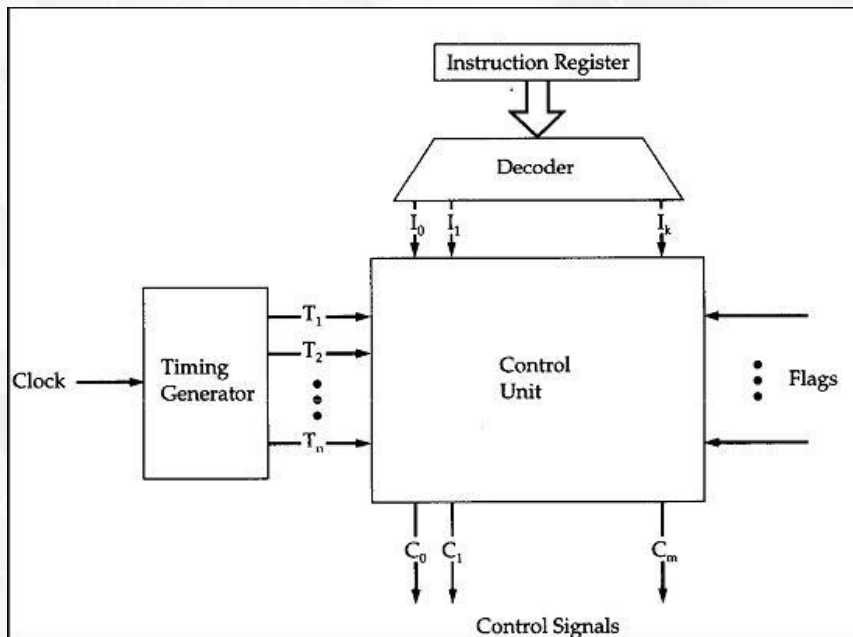 Instruction Register
Decoder
I₀ I₁ Iₖ
T₁
T₂
Tₙ
Clock
Timing
Generator
Control
Unit
Flags
C₀ C₁ Cₘ
Control Signals